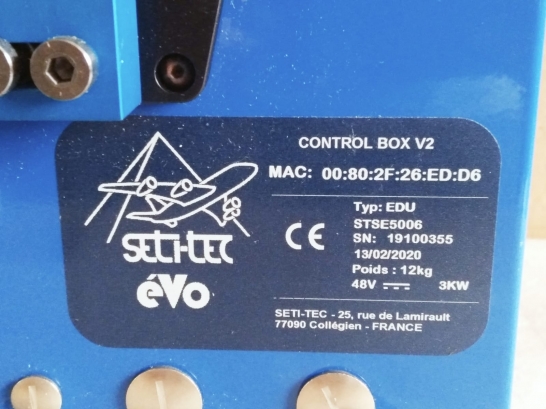 CONTROL BOX V2
MAC: 00:80:2F:26:ED:D6
SETI-TEC
éVo
CE
Typ: EDU
STSE5006
SN: 19100355
13/02/2020
Poids : 12kg
48V 3KW
SETI-TEC - 25, rue de Lamirault
77090 Collégien - FRANCE